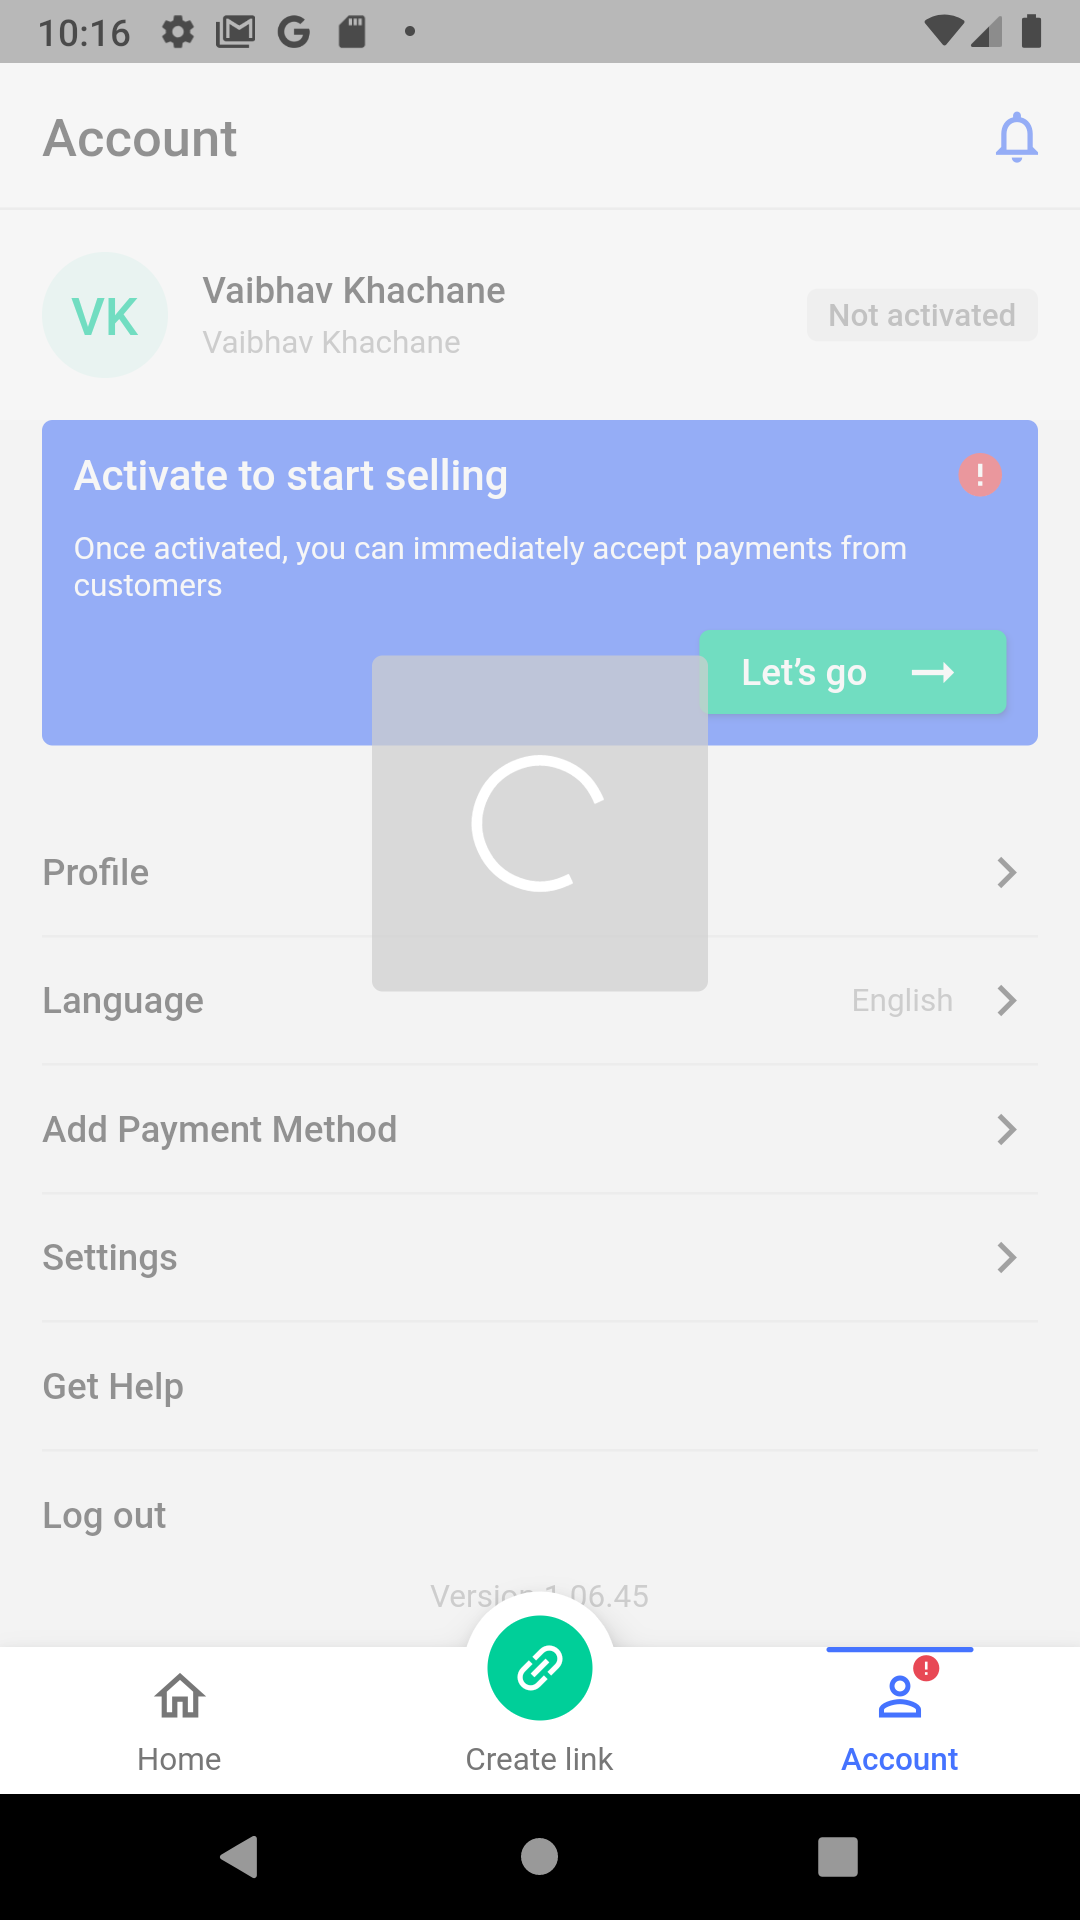 10:16
Account
VK
Vaibhav Khachane
Vaibhav Khachane
Not activated
Activate to start selling
Once activated, you can immediately accept payments from
customers
Let’s go
Profile
Language
English
Add Payment Method
Settings
Get Help
Log out
Version 1.06.45
Home
Create link
Account